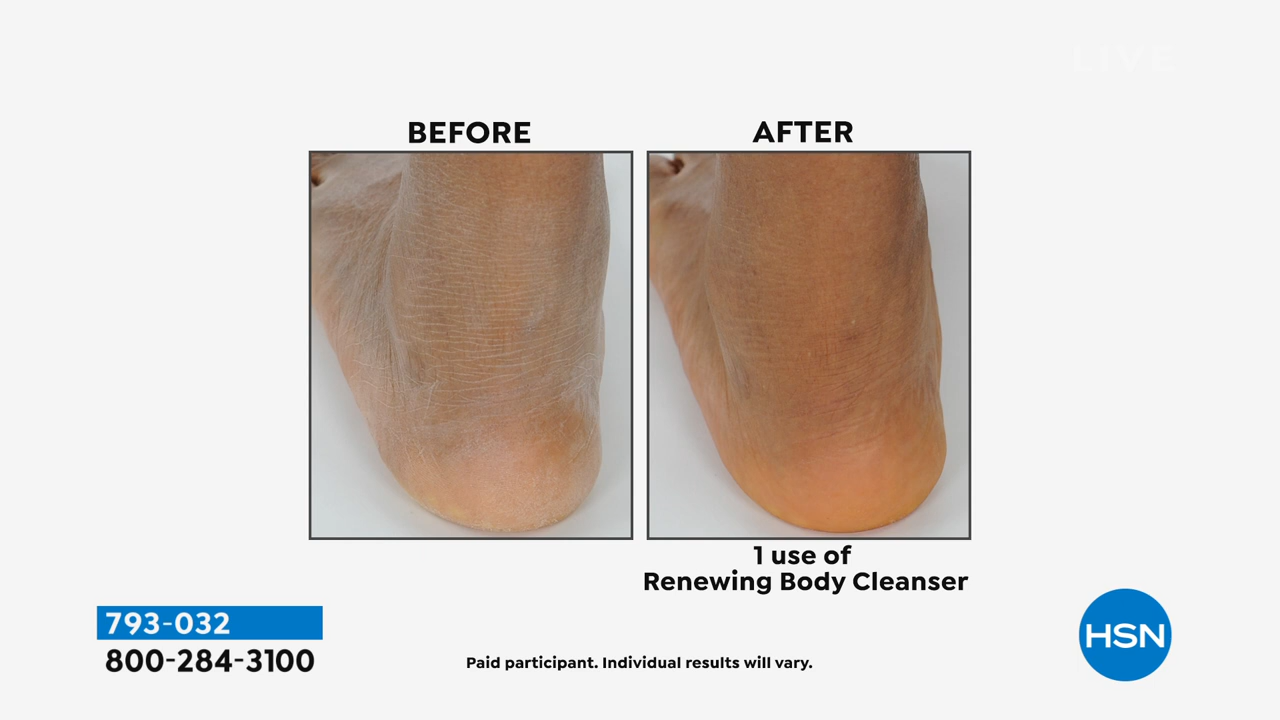 LIVE
BEFORE
AFTER
1 use of
Renewing Body Cleanser
793-032
800-284-3100
Paid participant. Individual results will vary.
HSN